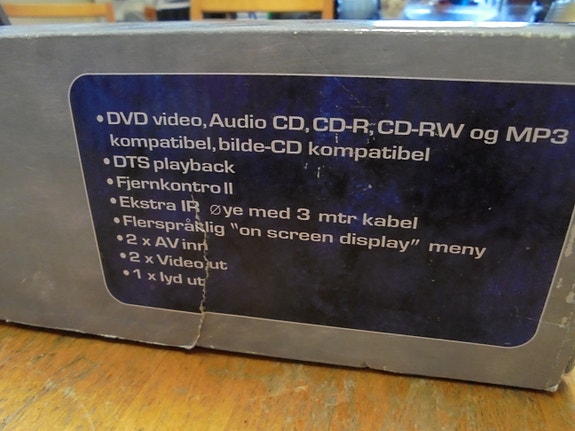 •DVD video, Audio CD, CD-R, CD-RW og MP3
kompatibel, bilde-CD kompatibel
•DTS playback
•Fjernkontroll
•Ekstra IR øye med 3 mtr kabel
•Flerspråklig "on screen display" meny
•2 x AV inn
•2 x Video ut
•1 x lyd ut